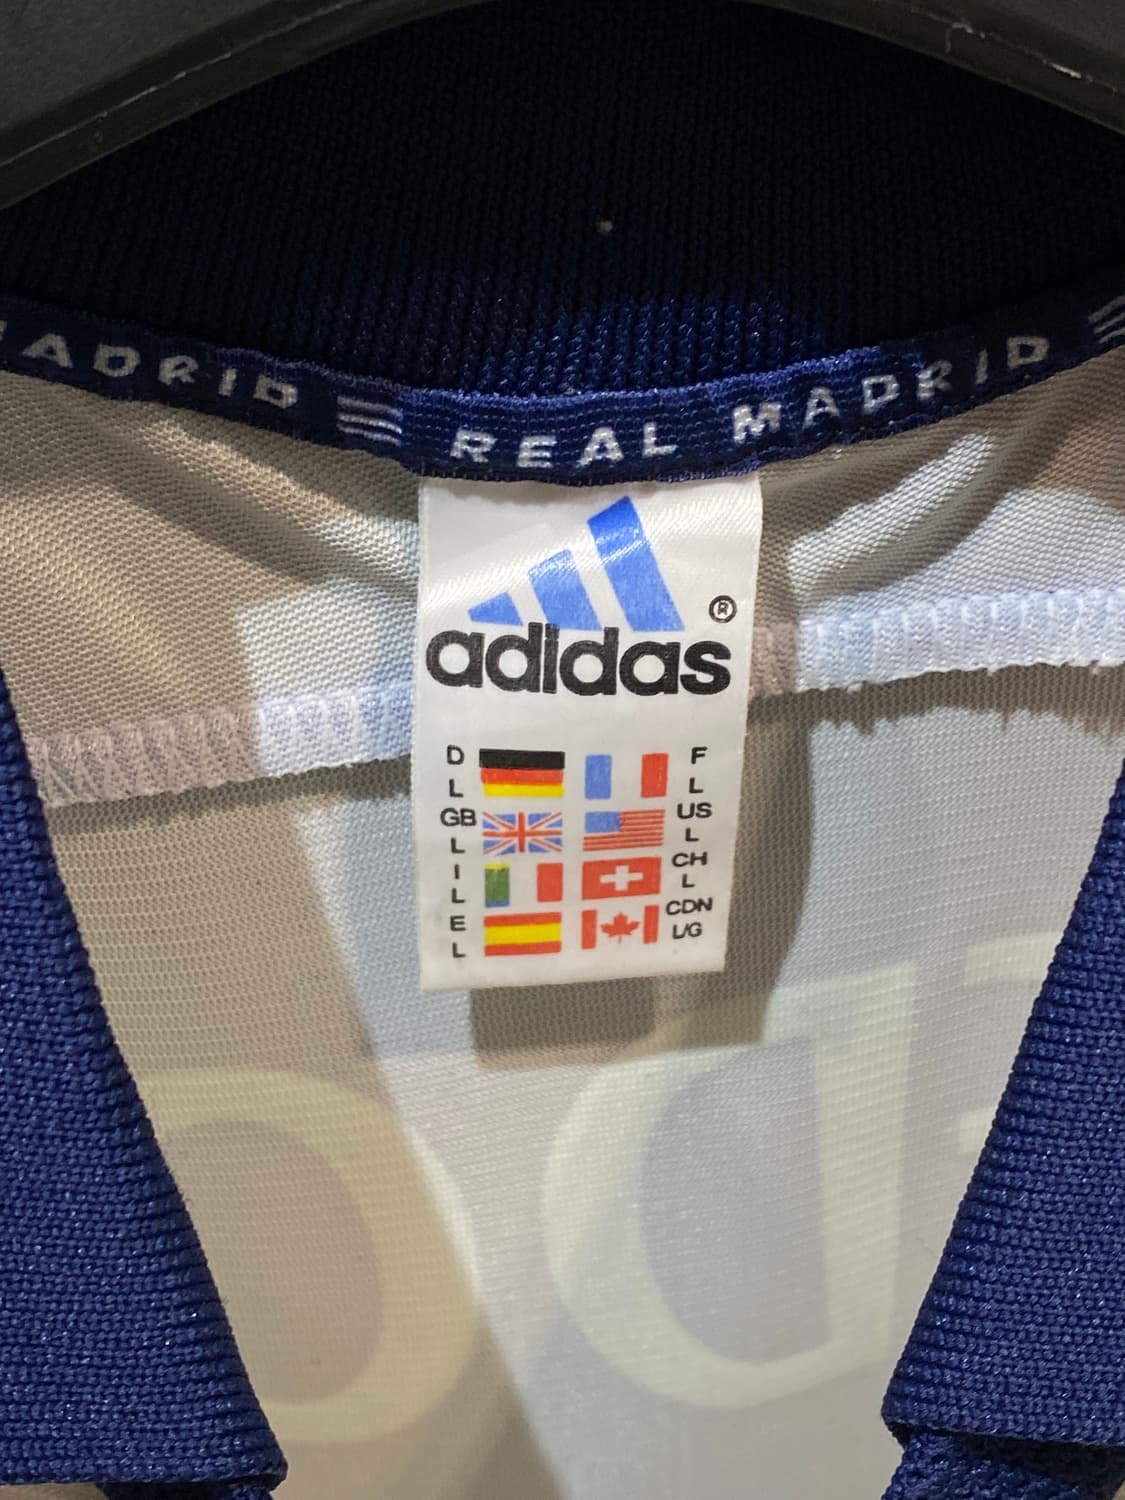 MADRID REAL MADRID
adidas ®
D F
L L
GB US
L L
I CH
L L
E CDN
L L/G